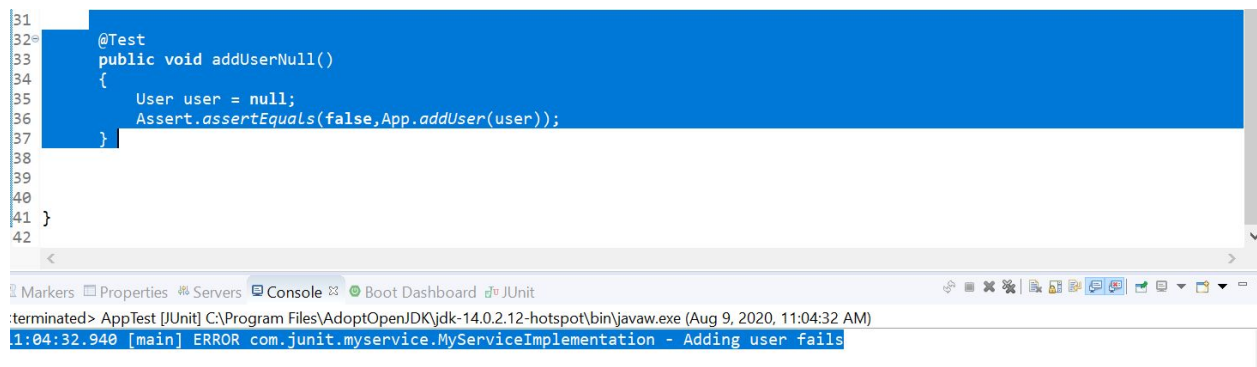 31
32 @Test
33 public void addUserNull()
34 {
35 User user = null;
36 Assert.assertEquals(false,App.addUser(user));
37 }
38
39
40
41 }
42
Markers Properties Servers Console Boot Dashboard JUnit
terminated> AppTest [JUnit] C:\Program Files\AdoptOpenJDK\jdk-14.0.2.12-hotspot\bin\javaw.exe (Aug 9, 2020, 11:04:32 AM)
1:04:32.940 [main] ERROR com.junit.myservice.MyServiceImplementation - Adding user fails